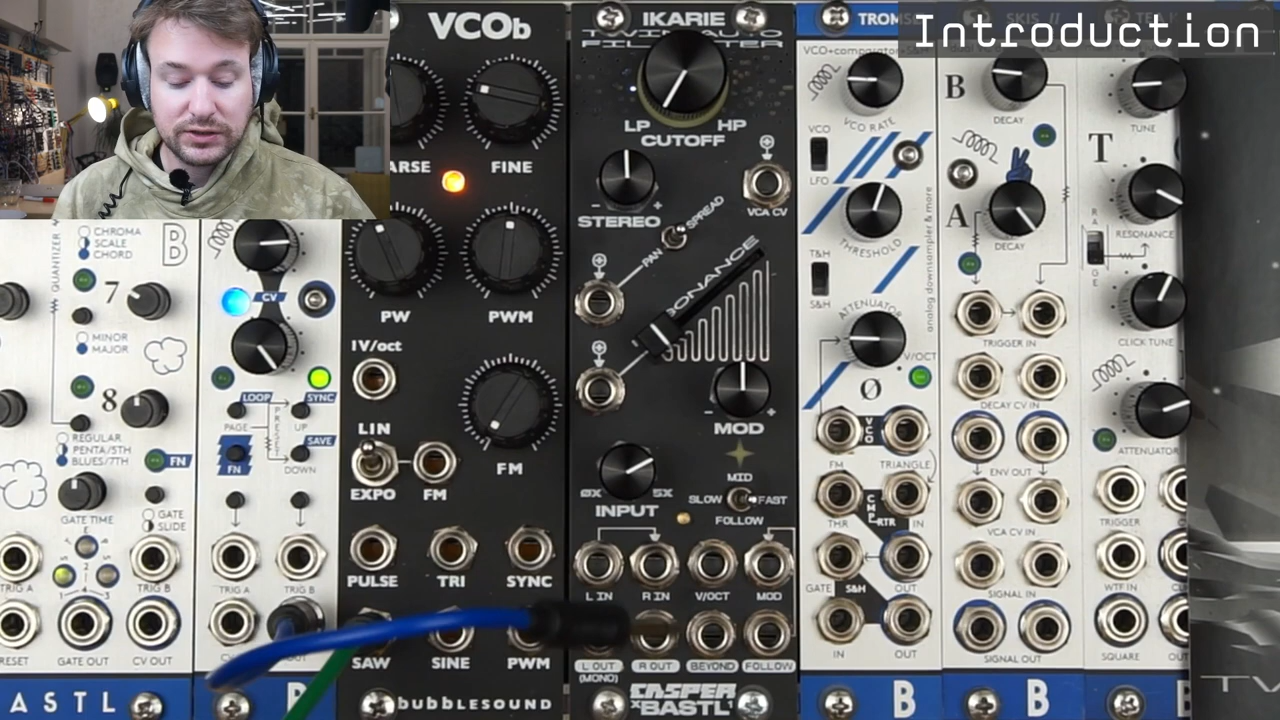 Introduction
VCOb
ARSE
FINE
PW
PWM
1V/oct
LIN
EXPO
FM
FM
PULSE
TRI
SYNC
SAW
SINE
PWM
bubblesound
IKARIE
LP
HP
CUTOFF
STEREO
VCA CV
PAN
SPREAD
MOD
INPUT
0X
5X
MID
SLOW
FAST
FOLLOW
L IN
R IN
V/OCT
MOD
L OUT
(MONO)
R OUT
BEYOND
FOLLOW
CASPER
BASTL
TROMS
VCO RATE
VCO
LFO
THRESHOLD
T&H
S&H
ATTENUATOR
analog downsampler & more
V/OCT
Ø
VCO
FM
TRIANGLE
THR
IN
GATE
S&H
OUT
IN
OUT
B
B
DECAY
A
DECAY
TRIGGER IN
DECAY CV IN
ENV OUT
VCA CV IN
SIGNAL IN
SIGNAL OUT
B
T
TUNE
RESONANCE
RANGE
CLICK TUNE
ATTENUATOR
TRIGGER
WTF IN
SQUARE
QUANTIZER
CHROMA
SCALE
CHORD
B
7
MINOR
MAJOR
8
REGULAR
PENTA/5TH
BLUES/7TH
FN
GATE TIME
GATE
SLIDE
TRIG A
TRIG B
RESET
GATE OUT
CV OUT
ASTL
CV
LOOP
SYNC
PAGE
PRESET
UP
SAVE
FN
DOWN
TRIG A
TRIG B
TV